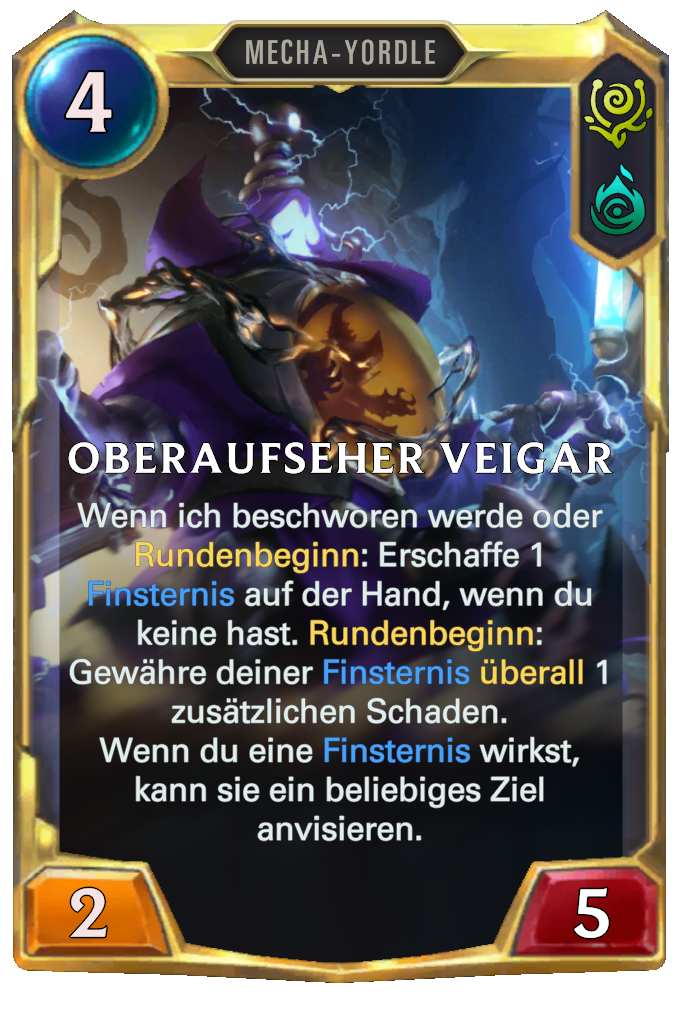 MECHA-YORDLE
4
OBERAUFSEHER VEIGAR
Wenn ich beschworen werde oder
Rundenbeginn: Erschaffe 1
Finsternis auf der Hand, wenn du
keine hast. Rundenbeginn:
Gewähre deiner Finsternis überall 1
zusätzlichen Schaden.
Wenn du eine Finsternis wirkst,
kann sie ein beliebiges Ziel
anvisieren.
2
5